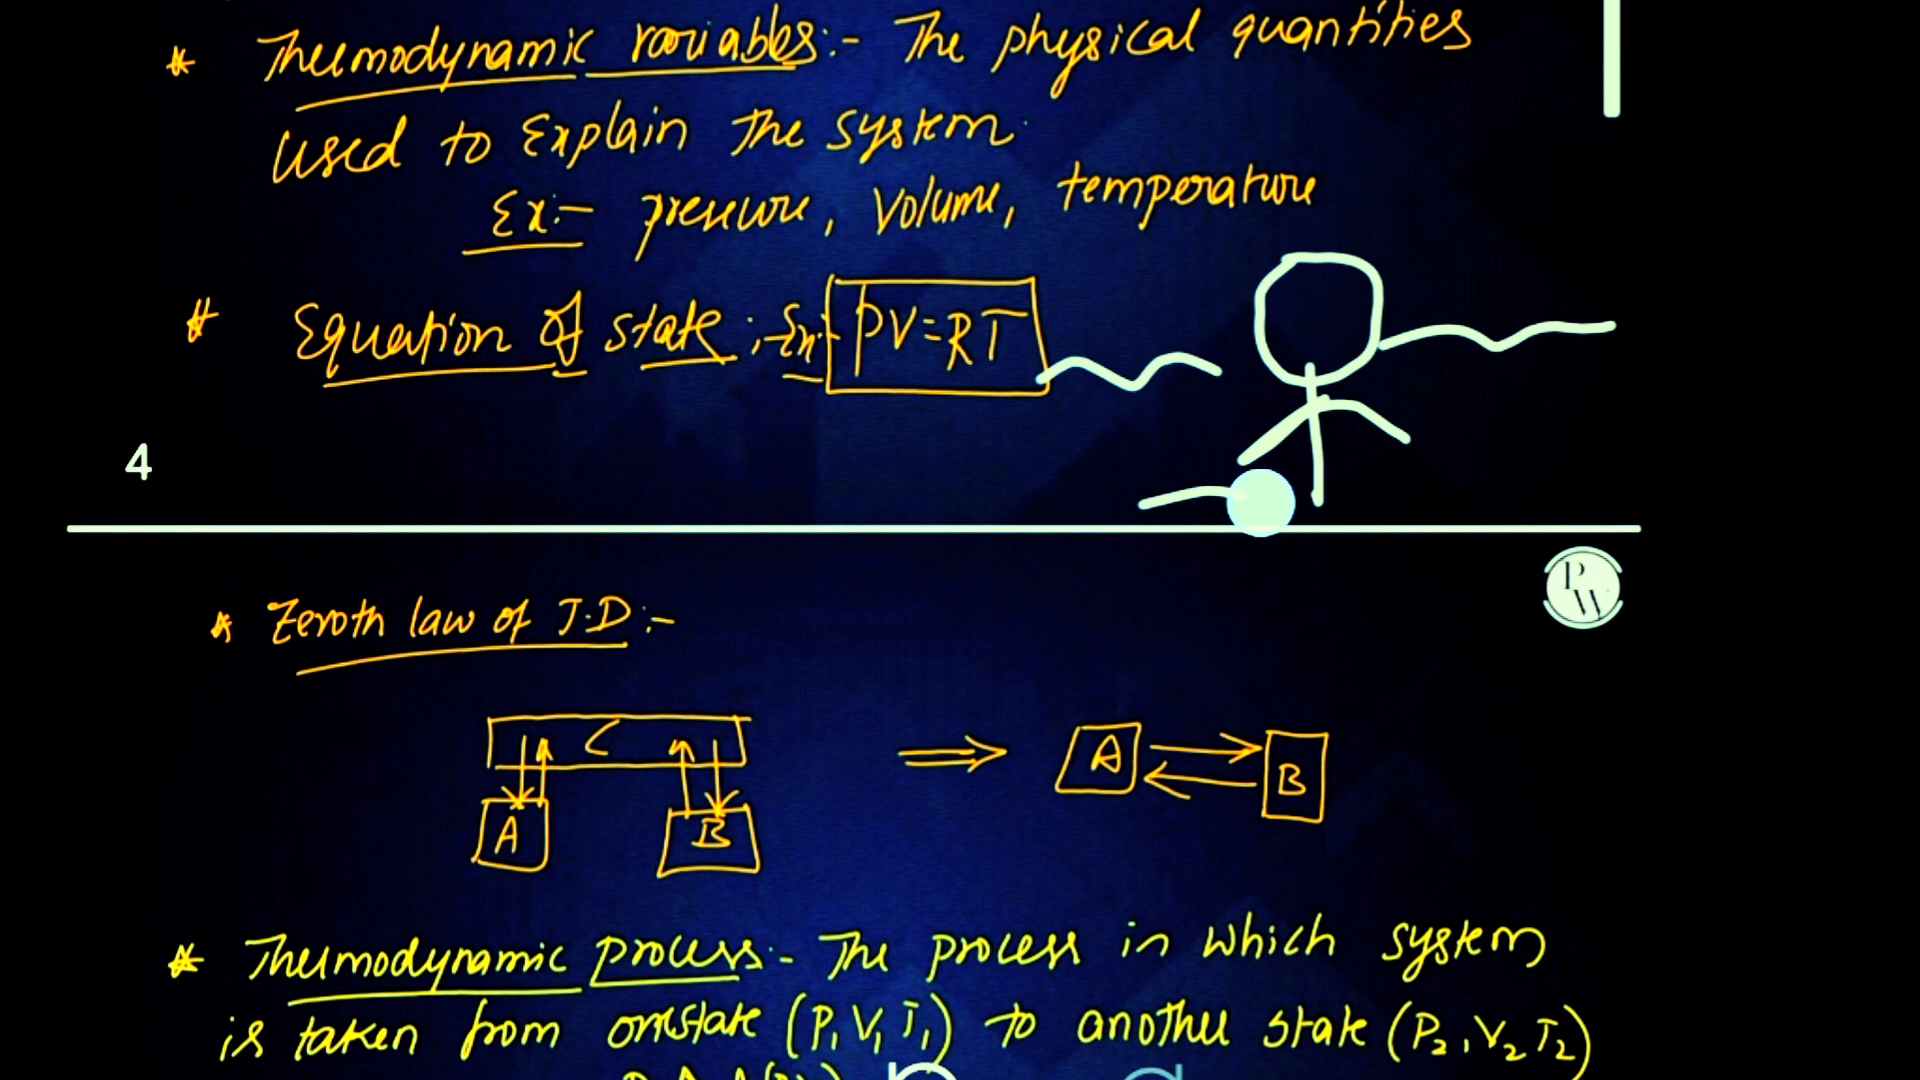 * Thermodynamic variables:- The physical quantities
used to Explain The system.
Ex:- pressure, Volume, temperature
# Equation of state :- Ex:- PV=RT
4
PW
* Zeroth law of T.D:-
C
A B
A B
* Thermodynamic process:- The process in which system
is taken from one state (P1 V1 T1) to another state (P2, V2 T2)